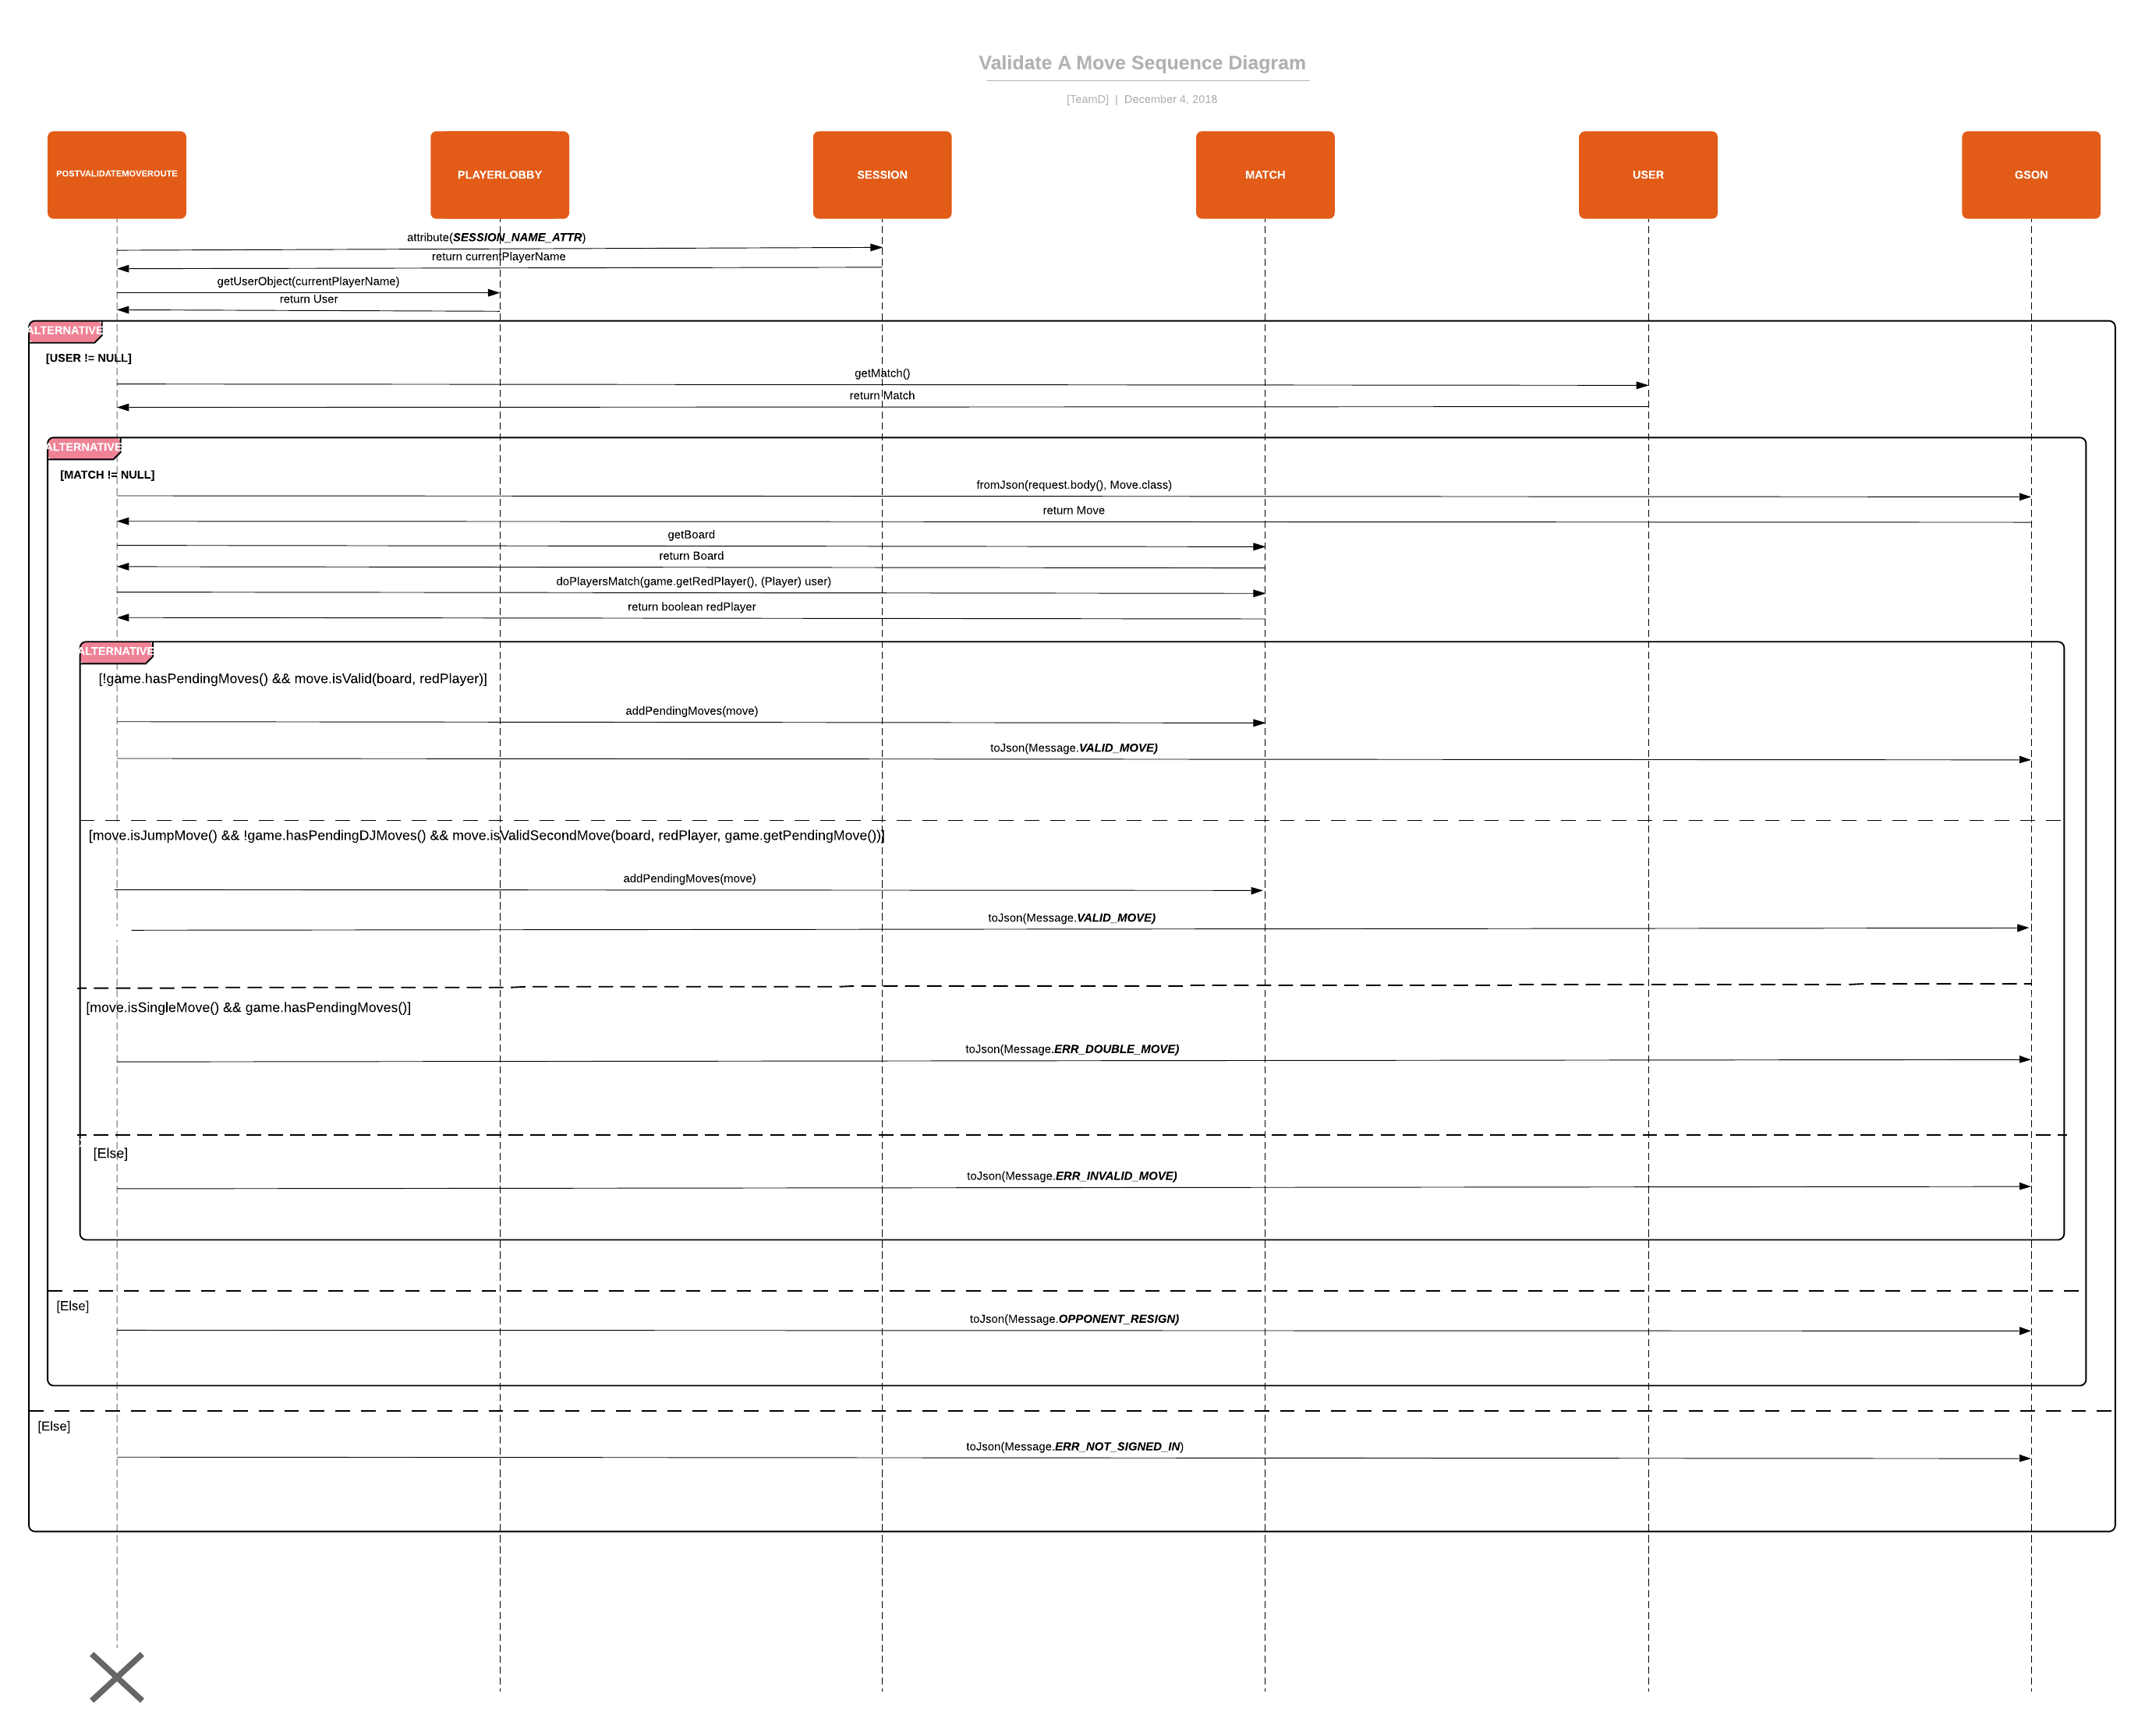 Validate A Move Sequence Diagram
[TeamD] | December 4, 2018
POSTVALIDATEMOVEROUTE
PLAYERLOBBY
SESSION
MATCH
USER
GSON
attribute(SESSION_NAME_ATTR)
return currentPlayerName
getUserObject(currentPlayerName)
return User
ALTERNATIVE
[USER != NULL]
getMatch()
return Match
ALTERNATIVE
[MATCH != NULL]
fromJson(request.body(), Move.class)
return Move
getBoard
return Board
doPlayersMatch(game.getRedPlayer(), (Player) user)
return boolean redPlayer
ALTERNATIVE
[!game.hasPendingMoves() && move.isValid(board, redPlayer)]
addPendingMoves(move)
toJson(Message.VALID_MOVE)
[move.isJumpMove() && !game.hasPendingDJMoves() && move.isValidSecondMove(board, redPlayer, game.getPendingMove())]
addPendingMoves(move)
toJson(Message.VALID_MOVE)
[move.isSingleMove() && game.hasPendingMoves()]
toJson(Message.ERR_DOUBLE_MOVE)
[Else]
toJson(Message.ERR_INVALID_MOVE)
[Else]
toJson(Message.OPPONENT_RESIGN)
[Else]
toJson(Message.ERR_NOT_SIGNED_IN)